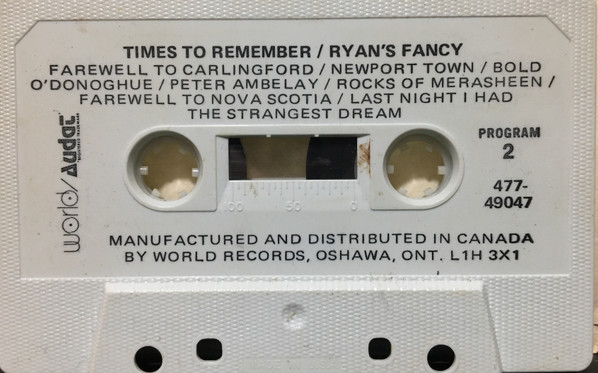 TIMES TO REMEMBER / RYAN'S FANCY
FAREWELL TO CARLINGFORD / NEWPORT TOWN / BOLD
O'DONOGHUE / PETER AMBELAY / ROCKS OF MERASHEEN /
FAREWELL TO NOVA SCOTIA / LAST NIGHT I HAD
THE STRANGEST DREAM
PROGRAM
2
477-
49047
world/Audat
100 50 0
MANUFACTURED AND DISTRIBUTED IN CANADA
BY WORLD RECORDS, OSHAWA, ONT. L1H 3X1